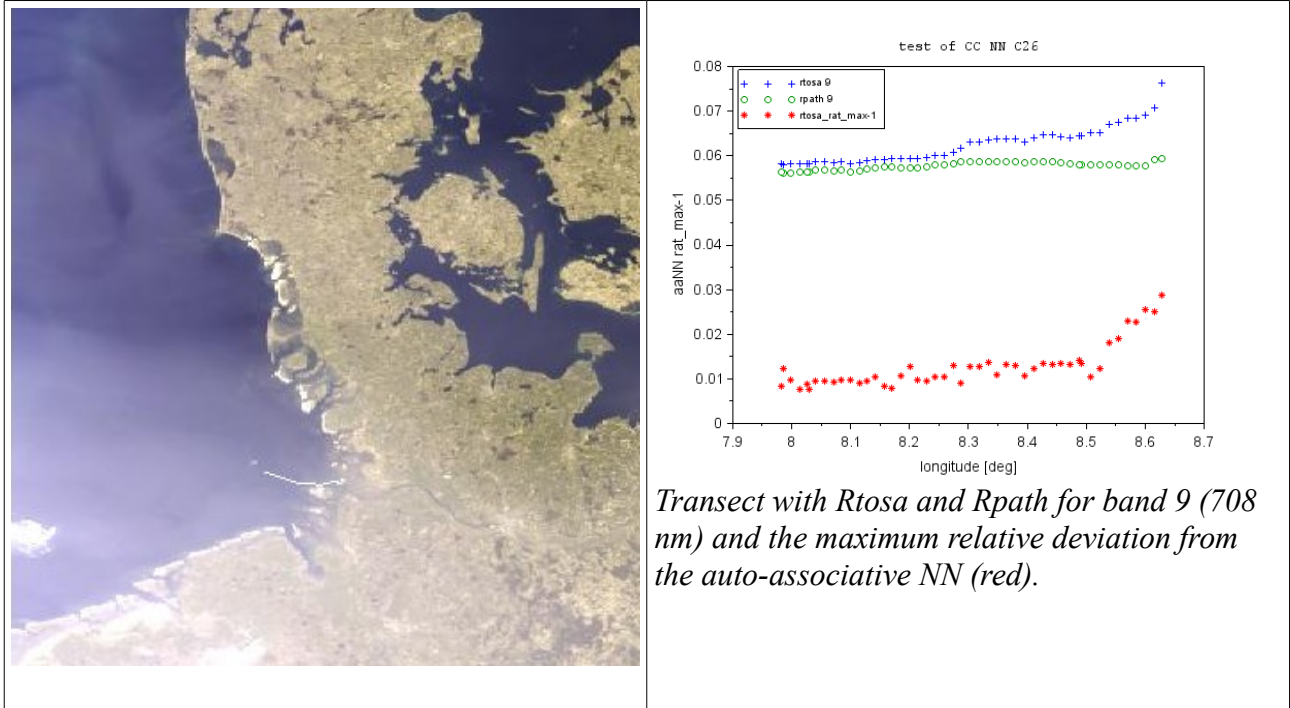 test of CC NN C26
rtosa 9
rpath 9
rtosa_rat_max-1
aaNN rat_max-1
0.08
0.07
0.06
0.05
0.04
0.03
0.02
0.01
0
7.9 8 8.1 8.2 8.3 8.4 8.5 8.6 8.7
longitude [deg]
Transect with Rtosa and Rpath for band 9 (708
nm) and the maximum relative deviation from
the auto-associative NN (red).